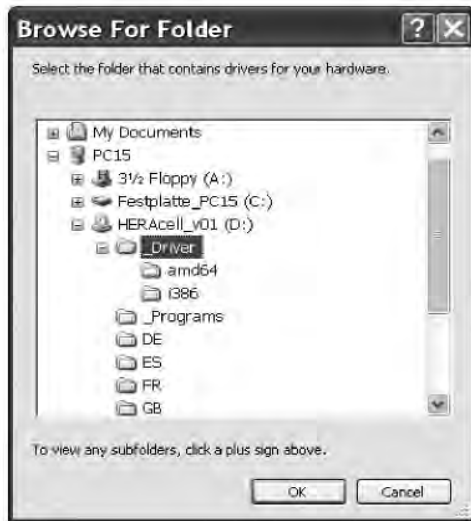 Browse For Folder
Select the folder that contains drivers for your hardware.
My Documents
PC15
3½ Floppy (A:)
Festplatte_PC15 (C:)
HERAcell_v01 (D:)
_Driver
amd64
i386
_Programs
DE
ES
FR
GB
To view any subfolders, click a plus sign above.
OK
Cancel